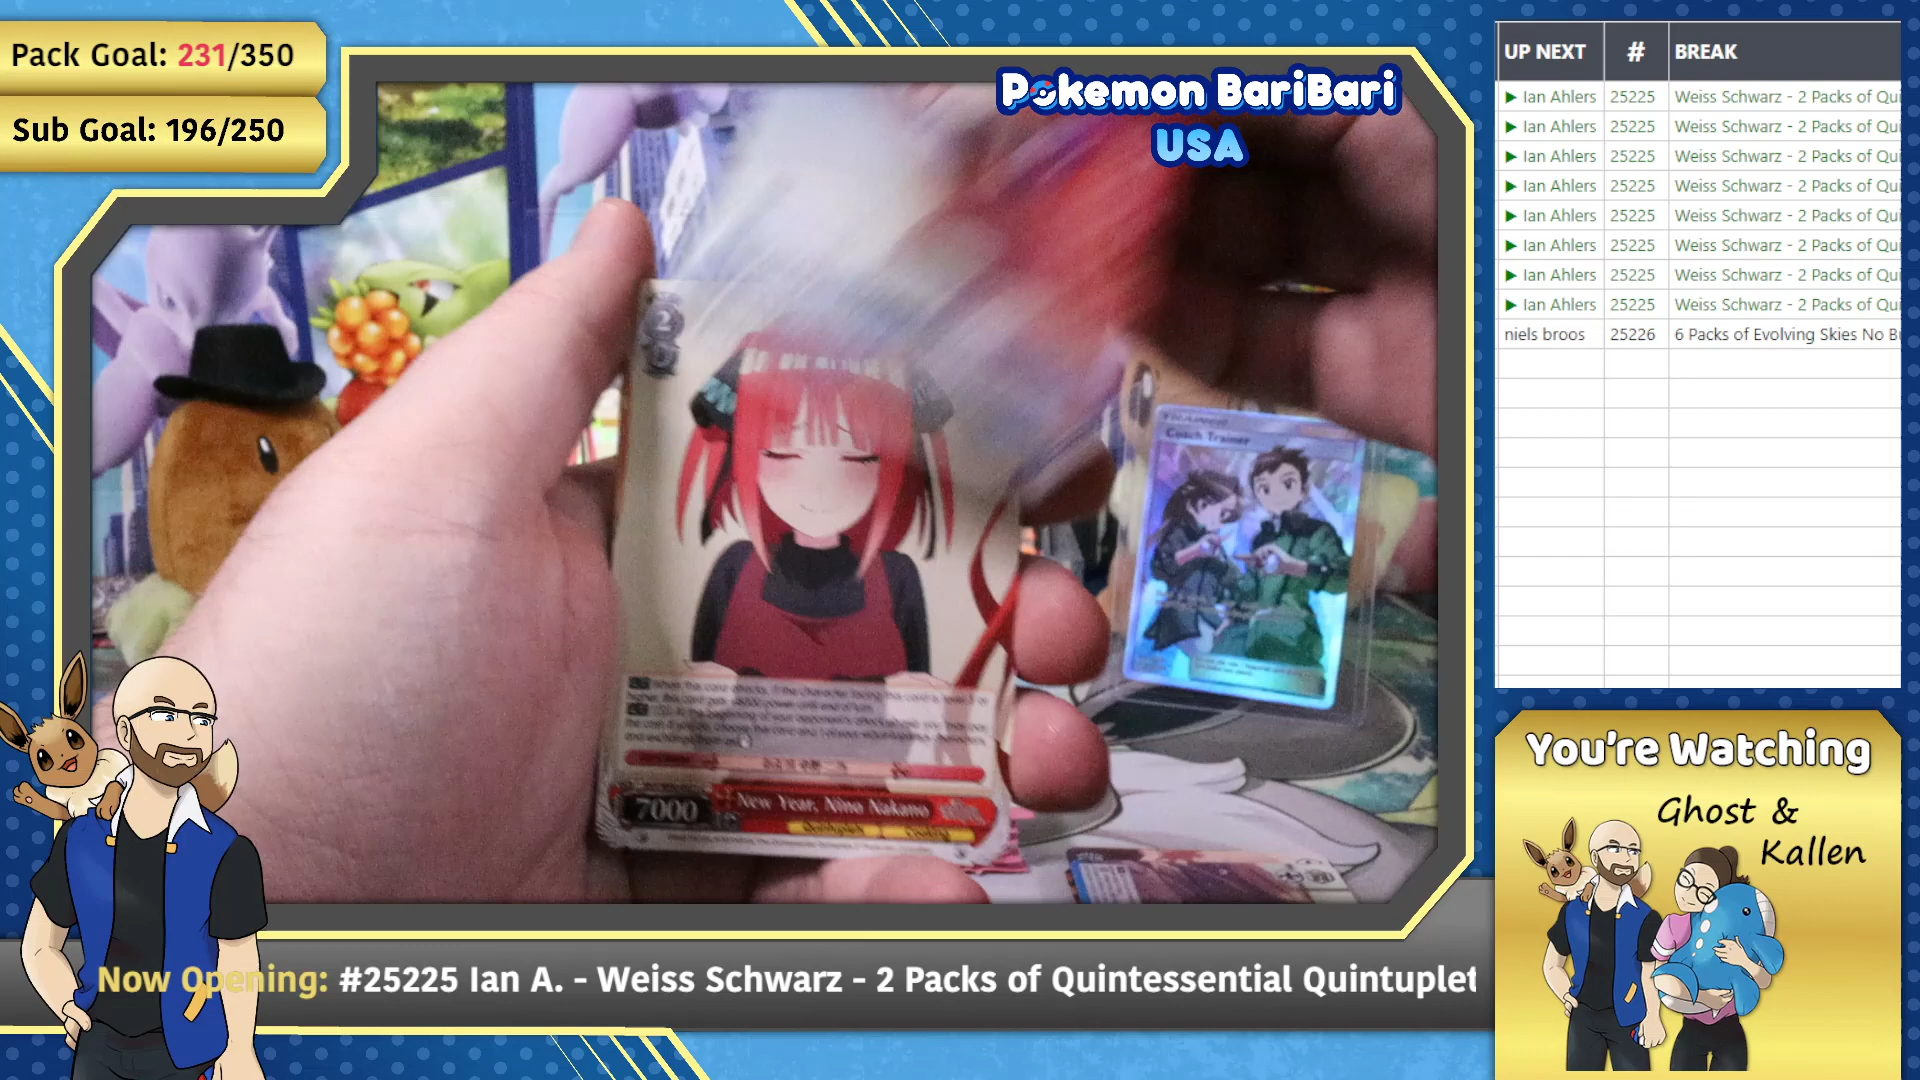 Pack Goal: 231/350
Sub Goal: 196/250
Pokemon BariBari
USA
UP NEXT # BREAK
▶ Ian Ahlers 25225 Weiss Schwarz - 2 Packs of Qui
▶ Ian Ahlers 25225 Weiss Schwarz - 2 Packs of Qui
▶ Ian Ahlers 25225 Weiss Schwarz - 2 Packs of Qui
▶ Ian Ahlers 25225 Weiss Schwarz - 2 Packs of Qui
▶ Ian Ahlers 25225 Weiss Schwarz - 2 Packs of Qui
▶ Ian Ahlers 25225 Weiss Schwarz - 2 Packs of Qui
▶ Ian Ahlers 25225 Weiss Schwarz - 2 Packs of Qui
▶ Ian Ahlers 25225 Weiss Schwarz - 2 Packs of Qui
niels broos 25226 6 Packs of Evolving Skies No B
2
Coach Trainer
7000 New Year, Nino Nakano
Quintuplets Cooking
You're Watching
Ghost &
Kallen
Now Opening: #25225 Ian A. - Weiss Schwarz - 2 Packs of Quintessential Quintuplet